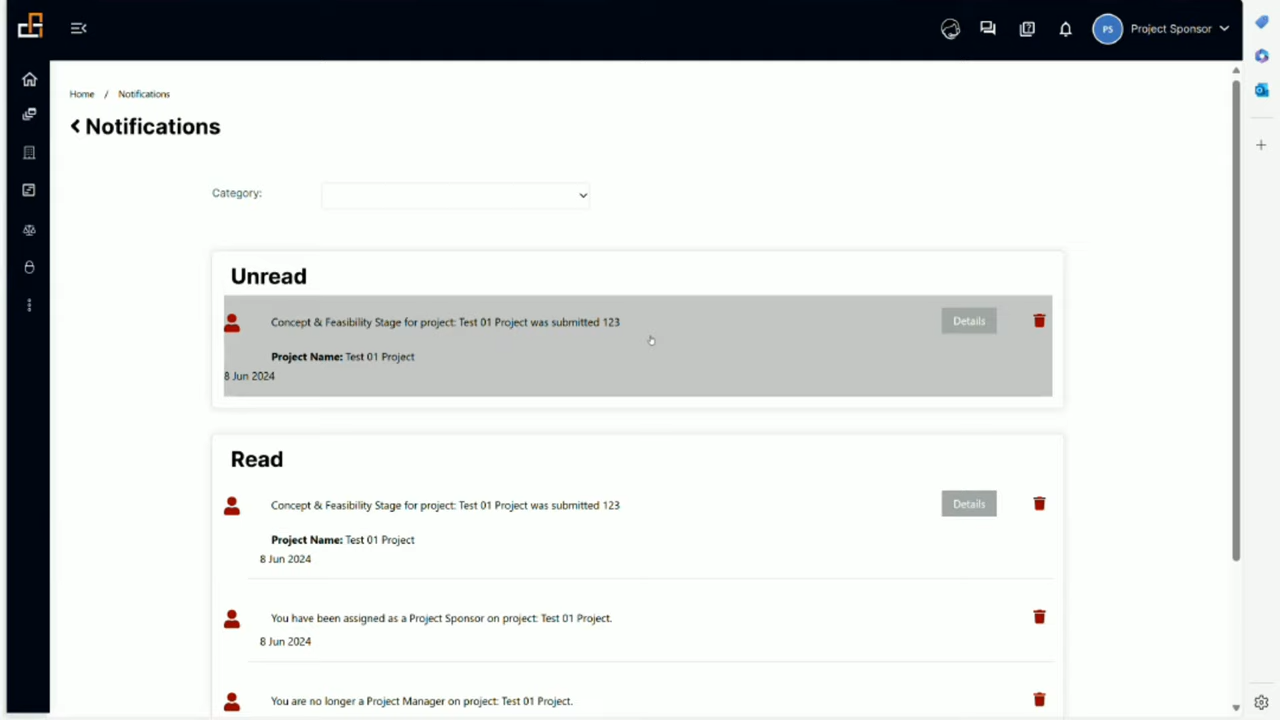 PS Project Sponsor
Home / Notifications
Notifications
Category:
Unread
Concept & Feasibility Stage for project: Test 01 Project was submitted 123 Details
Project Name: Test 01 Project
8 Jun 2024
Read
Concept & Feasibility Stage for project: Test 01 Project was submitted 123 Details
Project Name: Test 01 Project
8 Jun 2024
You have been assigned as a Project Sponsor on project: Test 01 Project.
8 Jun 2024
You are no longer a Project Manager on project: Test 01 Project.